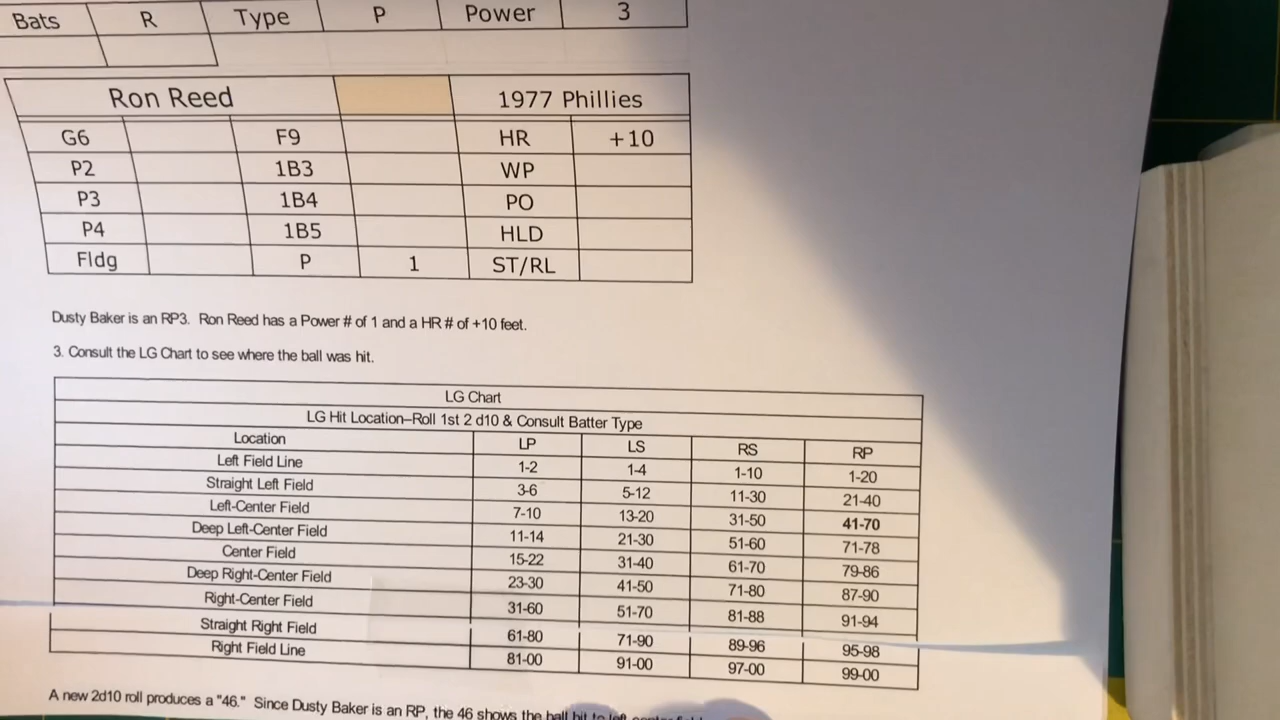 Bats R Type P Power 3
Ron Reed 1977 Phillies
G6 F9 HR +10
P2 1B3 WP
P3 1B4 PO
P4 1B5 HLD
Fldg P 1 ST/RL
Dusty Baker is an RP3. Ron Reed has a Power # of 1 and a HR # of +10 feet.
3. Consult the LG Chart to see where the ball was hit.
LG Chart
LG Hit Location–Roll 1st 2 d10 & Consult Batter Type
Location LP LS RS RP
Left Field Line 1-2 1-4 1-10 1-20
Straight Left Field 3-6 5-12 11-30 21-40
Left-Center Field 7-10 13-20 31-50 41-70
Deep Left-Center Field 11-14 21-30 51-60 71-78
Center Field 15-22 31-40 61-70 79-86
Deep Right-Center Field 23-30 41-50 71-80 87-90
Right-Center Field 31-60 51-70 81-88 91-94
Straight Right Field 61-80 71-90 89-96 95-98
Right Field Line 81-00 91-00 97-00 99-00
A new 2d10 roll produces a "46." Since Dusty Baker is an RP, the 46 shows the ball hit to left